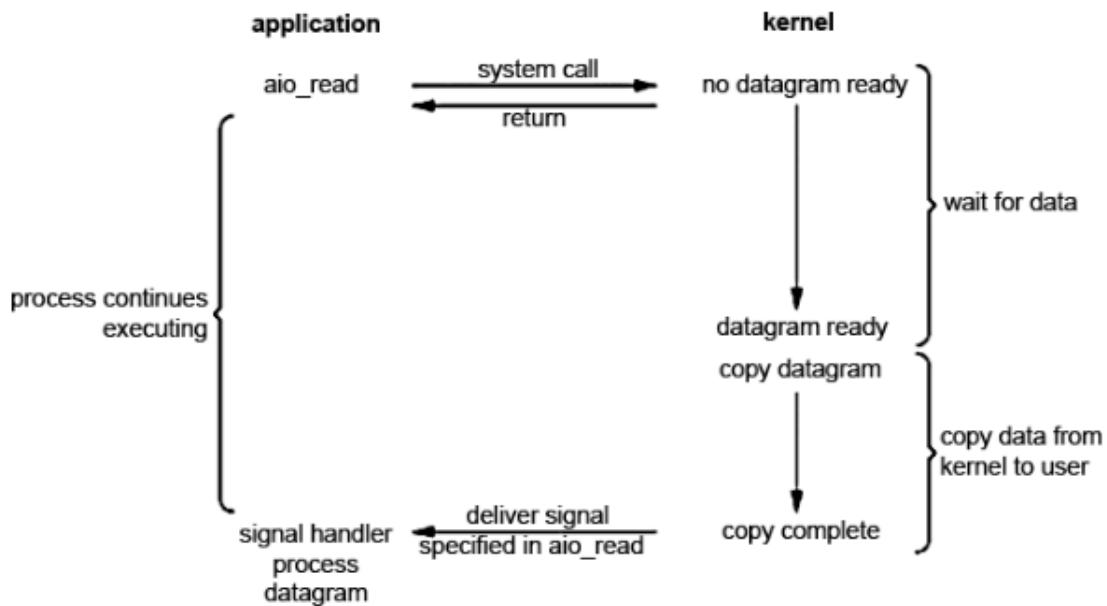 application
kernel
aio_read
system call
no datagram ready
return
wait for data
process continues
executing
datagram ready
copy datagram
copy data from
kernel to user
deliver signal
copy complete
signal handler
specified in aio_read
process
datagram